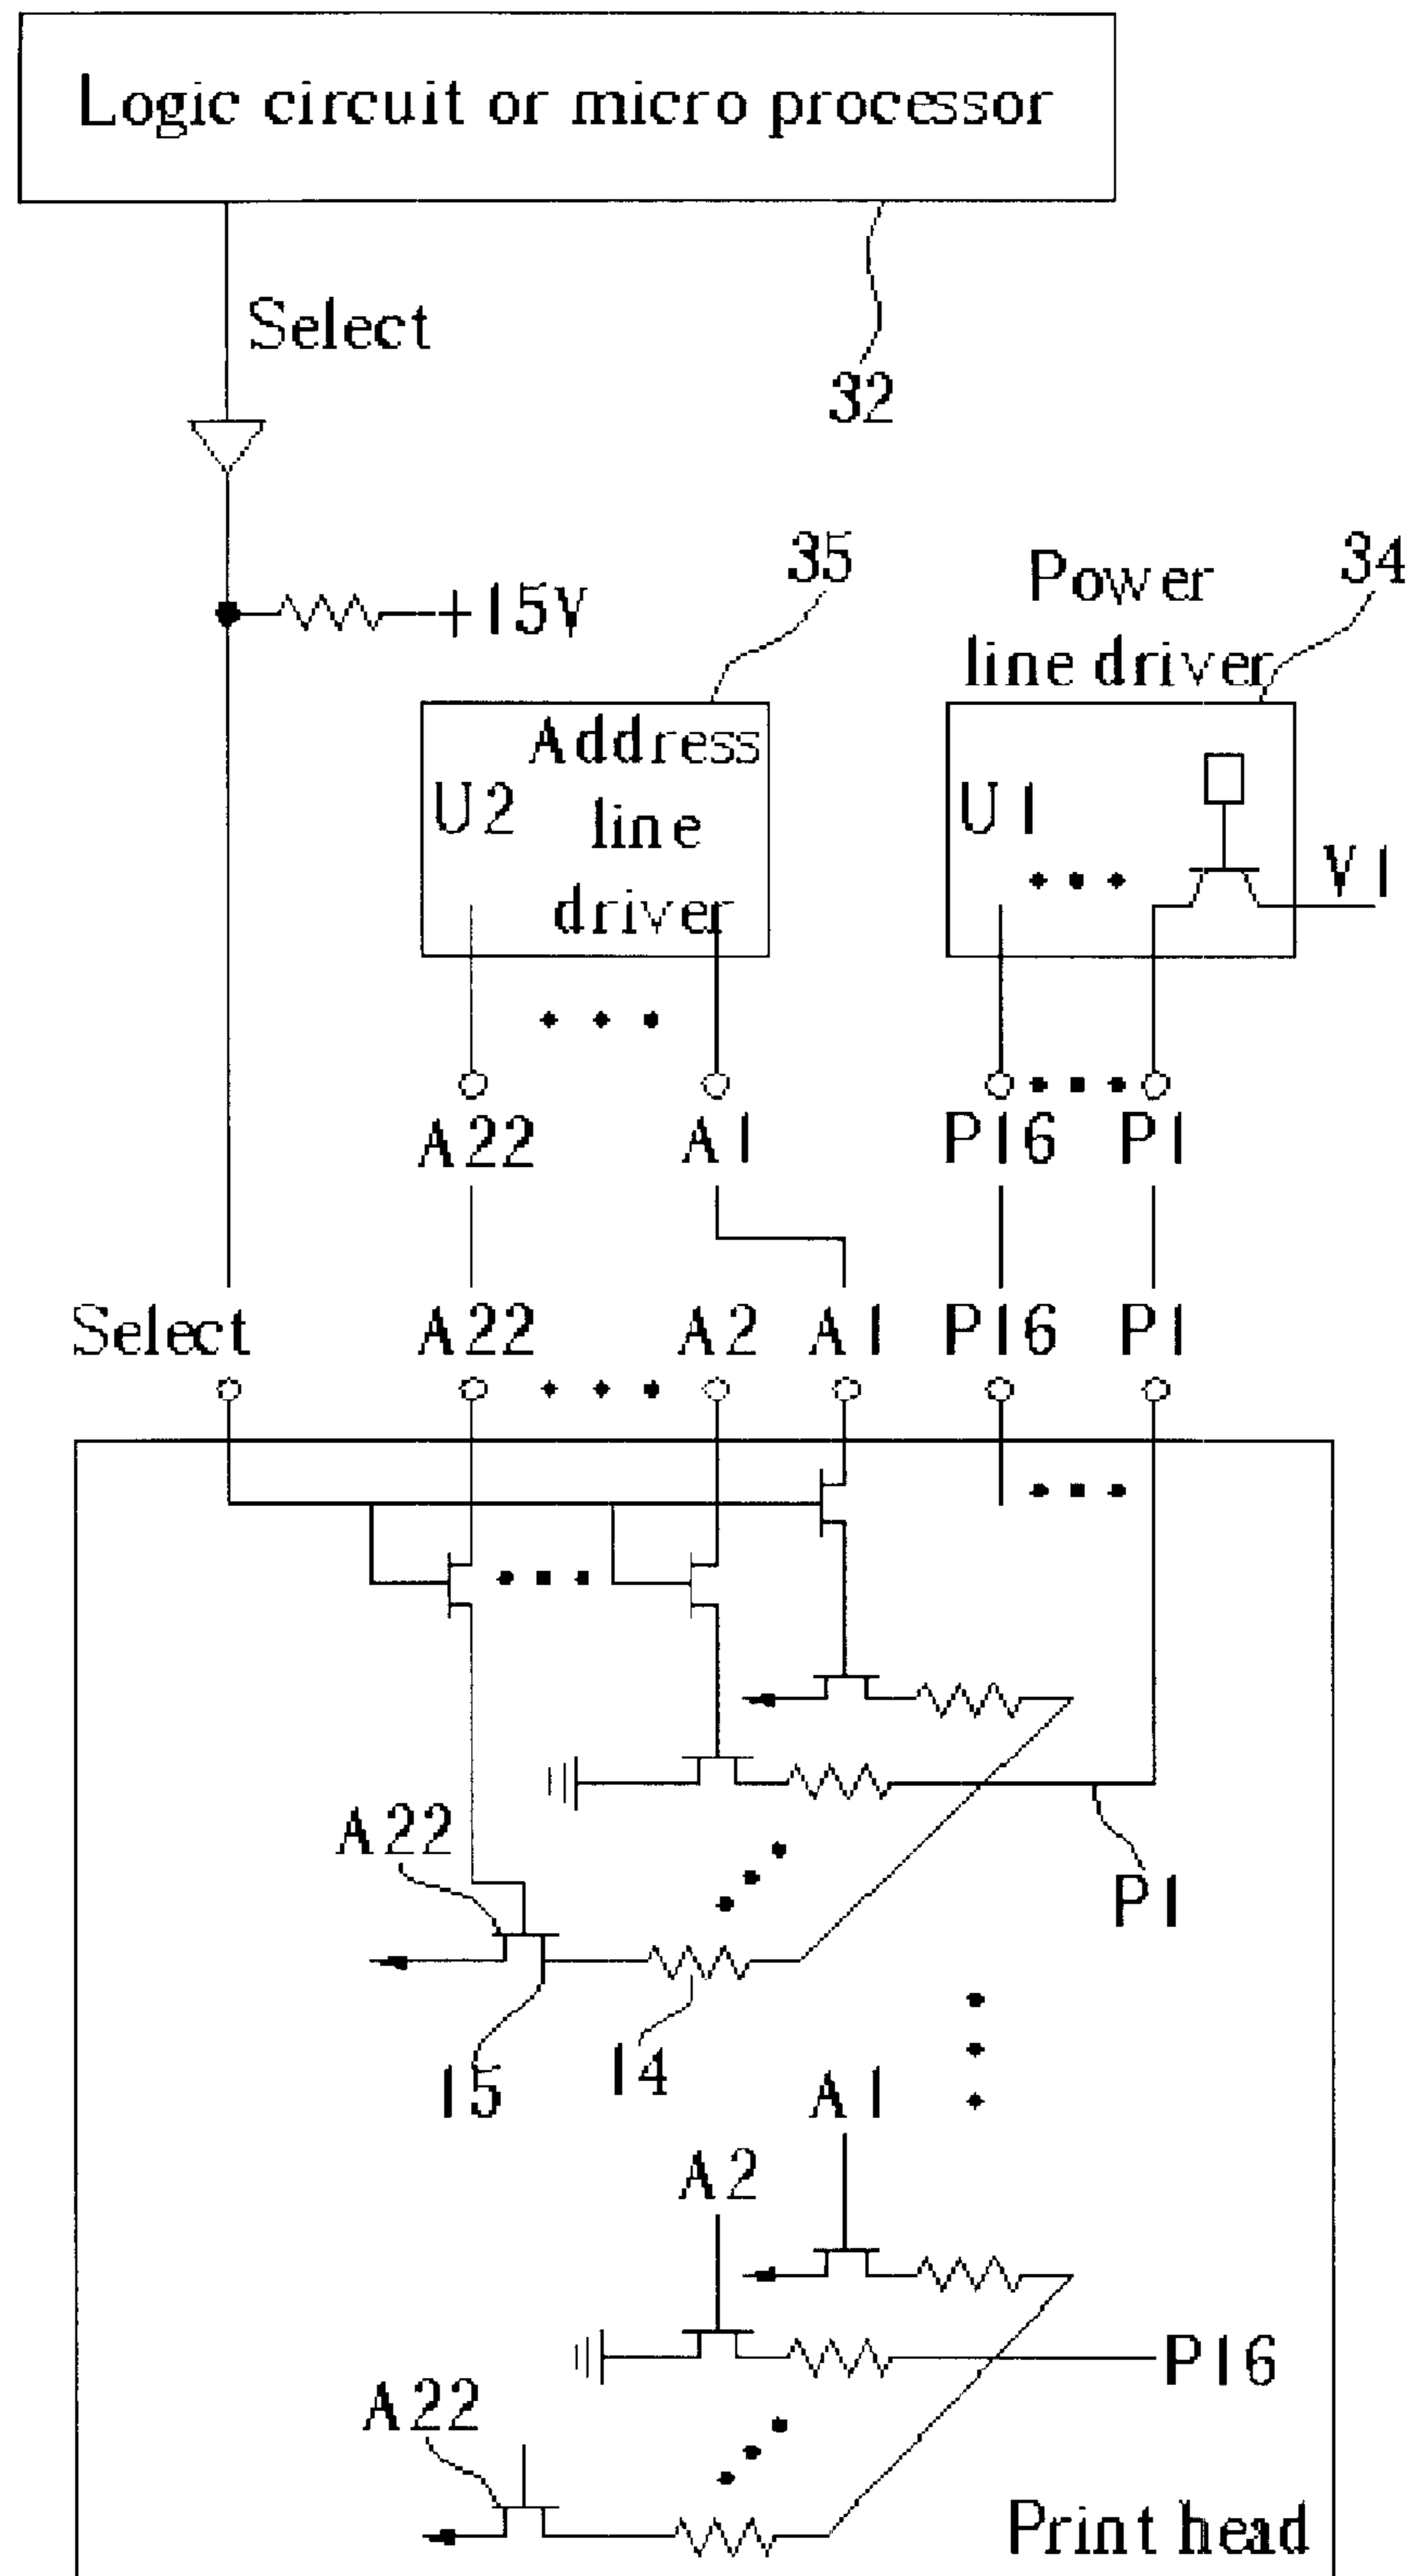 Logic circuit or micro processor
Select
32
+15V
35
Power
line driver
34
Address
line
driver
U2
U1
V1
A22 A1 P16 P1
Select A22 A2 A1 P16 P1
A22
P1
15
14
A1
A2
P16
A22
Print head